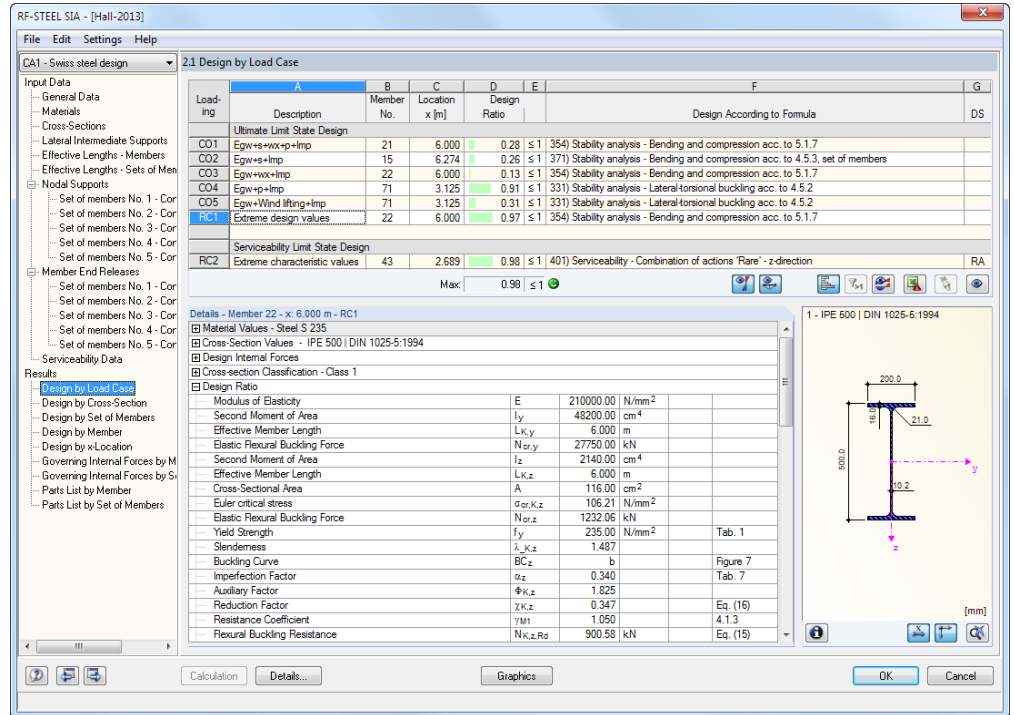 RF-STEEL SIA - [Hall-2013]
File Edit Settings Help
CA1 - Swiss steel design
2.1 Design by Load Case
Input Data
General Data
Materials
Cross-Sections
Lateral Intermediate Supports
Effective Lengths - Members
Effective Lengths - Sets of Men
Nodal Supports
Set of members No. 1 - Cor
Set of members No. 2 - Cor
Set of members No. 3 - Cor
Set of members No. 4 - Cor
Set of members No. 5 - Cor
Member End Releases
Set of members No. 1 - Cor
Set of members No. 2 - Cor
Set of members No. 3 - Cor
Set of members No. 4 - Cor
Set of members No. 5 - Cor
Serviceability Data
Results
Design by Load Case
Design by Cross-Section
Design by Set of Members
Design by Member
Design by x-Location
Governing Internal Forces by M
Governing Internal Forces by S
Parts List by Member
Parts List by Set of Members
A B C D E F G
Load- Member Location Design
ing Description No. x [m] Ratio Design According to Formula DS
Ultimate Limit State Design
CO1 Egw+s+wx+p+Imp 21 6.000 0.28 ≤ 1 354) Stability analysis - Bending and compression acc. to 5.1.7
CO2 Egw+s+Imp 15 6.274 0.26 ≤ 1 371) Stability analysis - Bending and compression acc. to 4.5.3, set of members
CO3 Egw+wx+Imp 22 6.000 0.13 ≤ 1 354) Stability analysis - Bending and compression acc. to 5.1.7
CO4 Egw+p+Imp 71 3.125 0.91 ≤ 1 331) Stability analysis - Lateral-torsional buckling acc. to 4.5.2
CO5 Egw+Wind lifting+Imp 71 3.125 0.31 ≤ 1 331) Stability analysis - Lateral-torsional buckling acc. to 4.5.2
RC1 Extreme design values 22 6.000 0.97 ≤ 1 354) Stability analysis - Bending and compression acc. to 5.1.7
Serviceability Limit State Design
RC2 Extreme characteristic values 43 2.689 0.98 ≤ 1 401) Serviceability - Combination of actions 'Rare' - z-direction RA
Max: 0.98 ≤ 1
Details - Member 22 - x: 6.000 m - RC1
Material Values - Steel S 235
Cross-Section Values - IPE 500 | DIN 1025-5:1994
Design Internal Forces
Cross-section Classification - Class 1
Design Ratio
Modulus of Elasticity E 210000.00 N/mm²
Second Moment of Area Iy 48200.00 cm⁴
Effective Member Length LK,y 6.000 m
Elastic Flexural Buckling Force Ncr,y 27750.00 kN
Second Moment of Area Iz 2140.00 cm⁴
Effective Member Length LK,z 6.000 m
Cross-Sectional Area A 116.00 cm²
Euler critical stress σcr,K,z 106.21 N/mm²
Elastic Flexural Buckling Force Ncr,z 1232.06 kN
Yield Strength fy 235.00 N/mm² Tab. 1
Slenderness λ_K,z 1.487
Buckling Curve BCz b Figure 7
Imperfection Factor αz 0.340 Tab. 7
Auxiliary Factor ΦK,z 1.825
Reduction Factor χK,z 0.347 Eq. (16)
Resistance Coefficient γM1 1.050 4.1.3
Flexural Buckling Resistance NK,z,Rd 900.58 kN Eq. (15)
1 - IPE 500 | DIN 1025-5:1994
200.0
16.0
21.0
500.0
10.2
y
z
[mm]
Calculation Details... Graphics OK Cancel